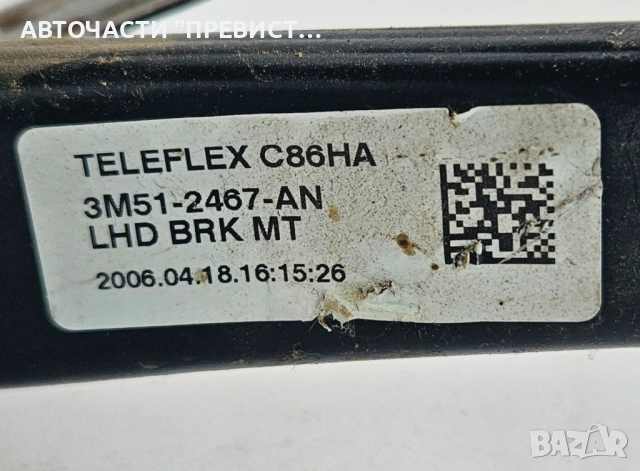 АВТОЧАСТИ "ПРЕВИСТ"...
TELEFLEX C86HA
3M51-2467-AN
LHD BRK MT
2006.04.18.16:15:26
BAZAR